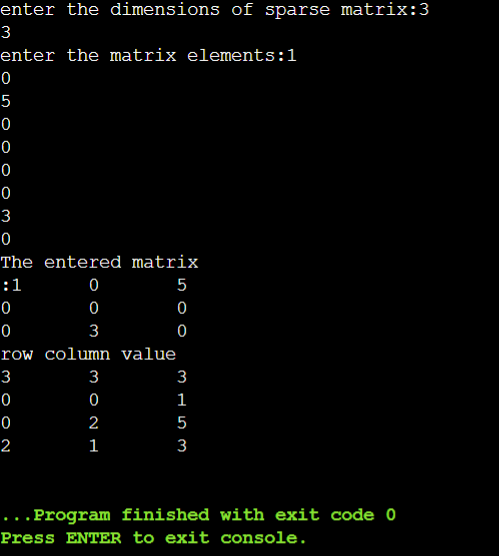 enter the dimensions of sparse matrix:3
3
enter the matrix elements:1
0
5
0
0
0
0
3
0
The entered matrix
:1 0 5
0 0 0
0 3 0
row column value
3 3 3
0 0 1
0 2 5
2 1 3
...Program finished with exit code 0
Press ENTER to exit console.